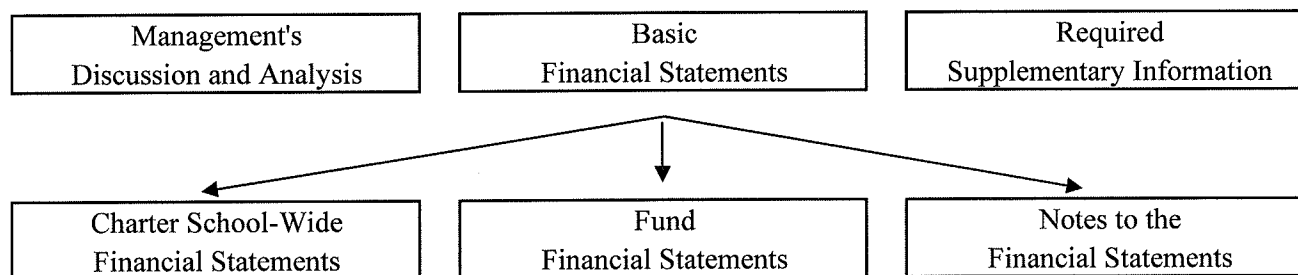 Management's
Discussion and Analysis
Basic
Financial Statements
Required
Supplementary Information
Charter School-Wide
Financial Statements
Fund
Financial Statements
Notes to the
Financial Statements